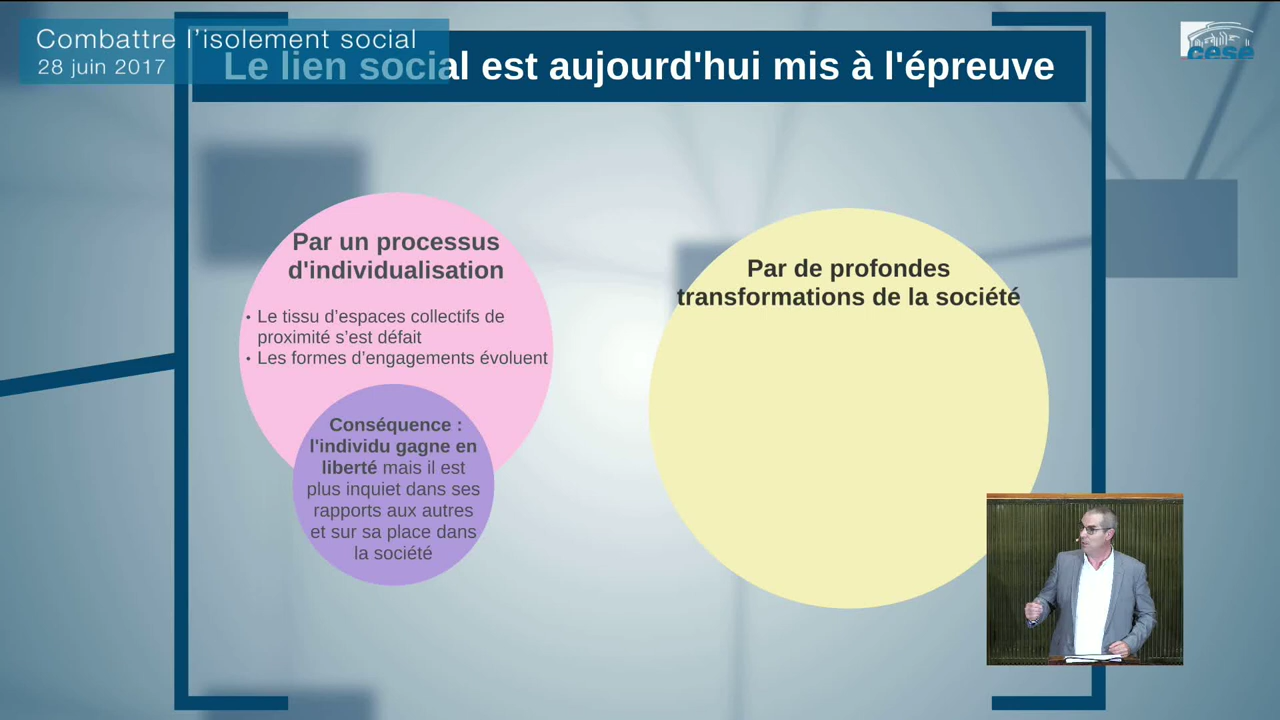 Combattre l’isolement social
28 juin 2017
Le lien social est aujourd'hui mis à l'épreuve
cese
Par un processus
d'individualisation
• Le tissu d’espaces collectifs de
proximité s’est défait
• Les formes d’engagements évoluent
Conséquence :
l'individu gagne en
liberté mais il est
plus inquiet dans ses
rapports aux autres
et sur sa place dans
la société
Par de profondes
transformations de la société